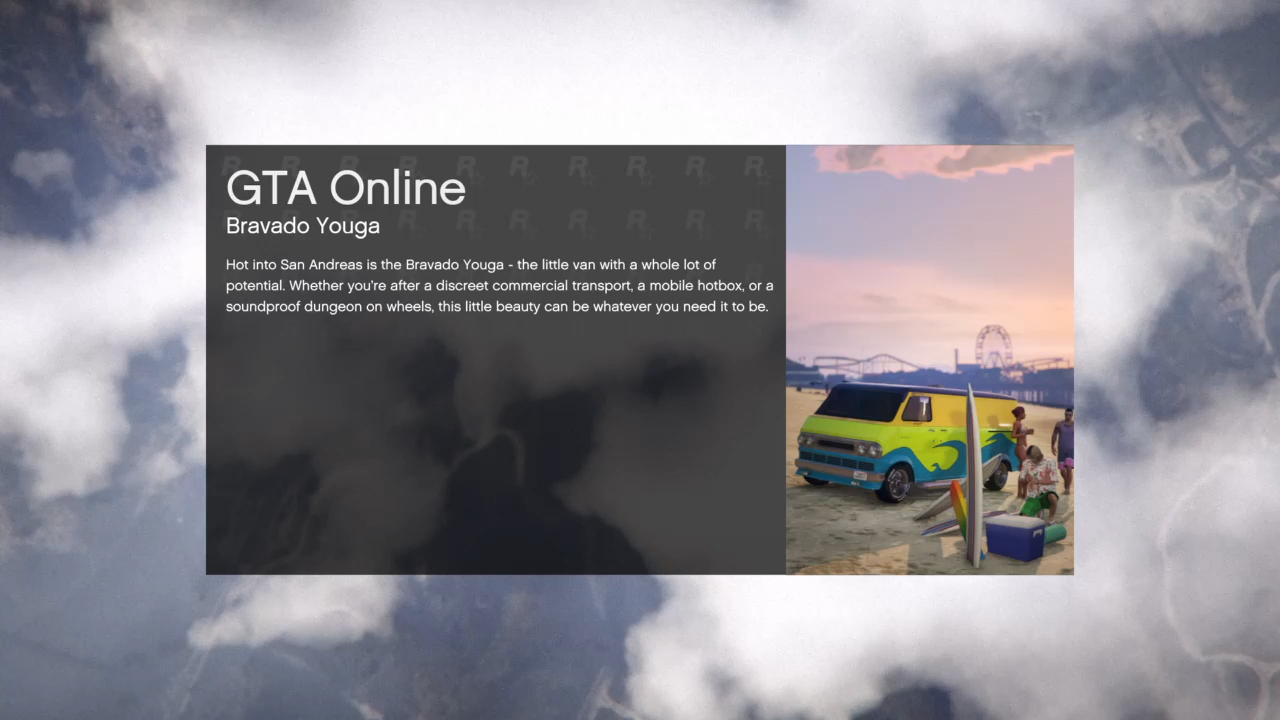 GTA Online
Bravado Youga
Hot into San Andreas is the Bravado Youga - the little van with a whole lot of
potential. Whether you're after a discreet commercial transport, a mobile hotbox, or a
soundproof dungeon on wheels, this little beauty can be whatever you need it to be.